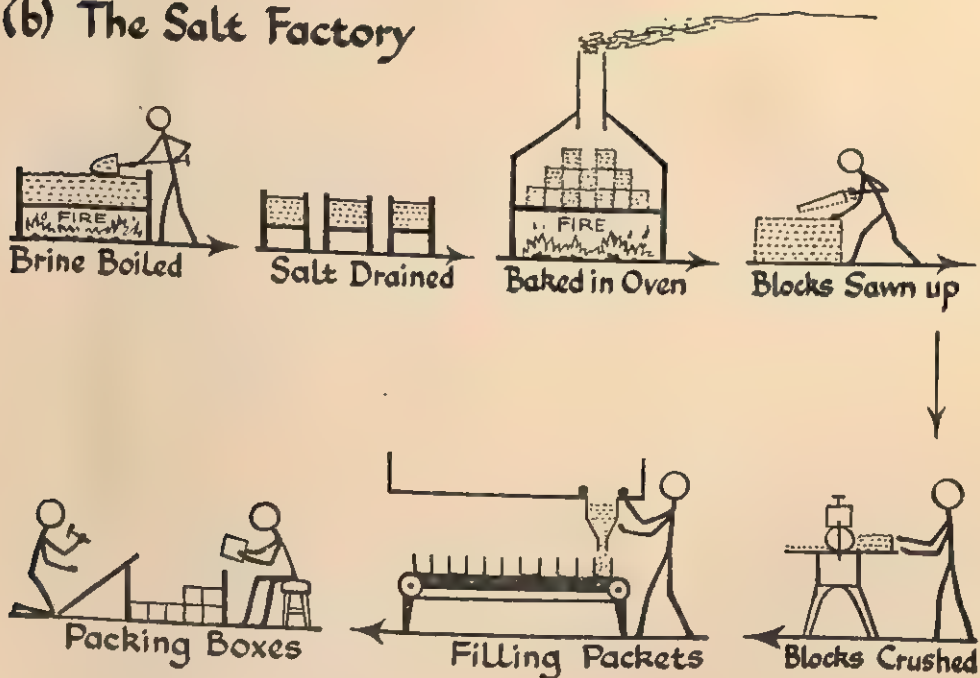 (b) The Salt Factory
FIRE
Brine Boiled
Salt Drained
FIRE
Baked in Oven
Blocks Sawn up
Blocks Crushed
Filling Packets
Packing Boxes